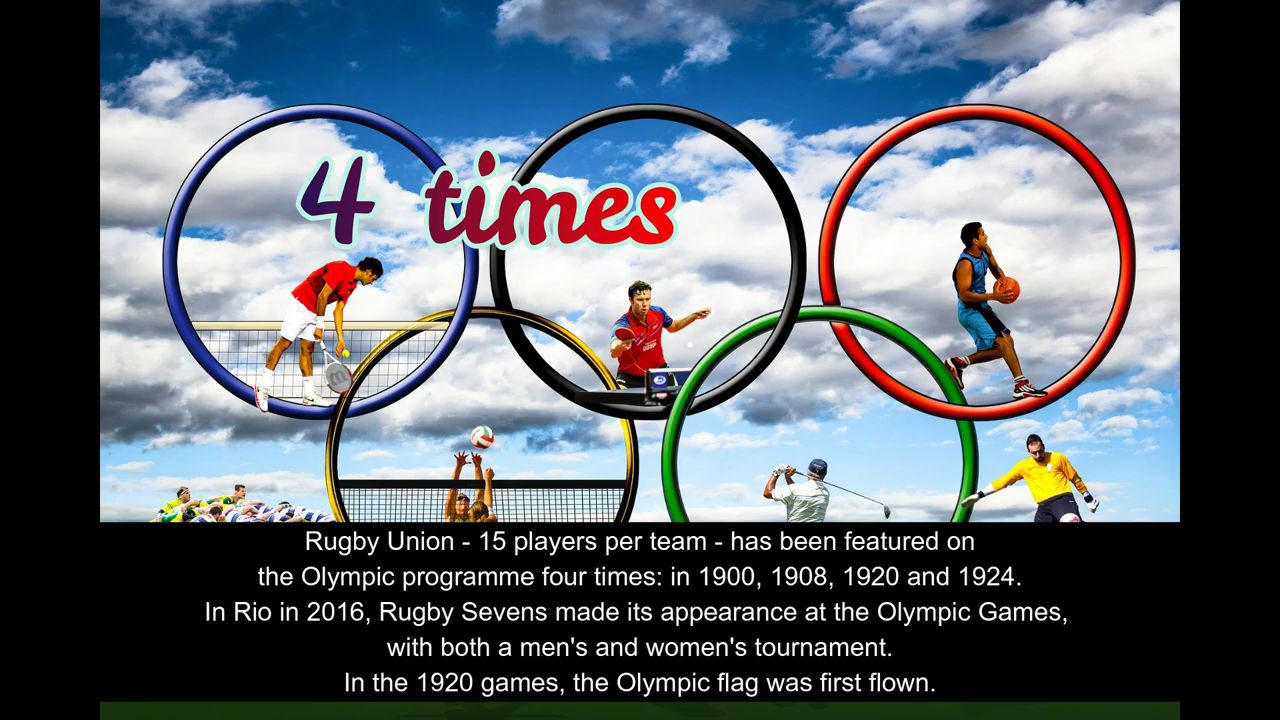 4 times
Rugby Union - 15 players per team - has been featured on
the Olympic programme four times: in 1900, 1908, 1920 and 1924.
In Rio in 2016, Rugby Sevens made its appearance at the Olympic Games,
with both a men's and women's tournament.
In the 1920 games, the Olympic flag was first flown.